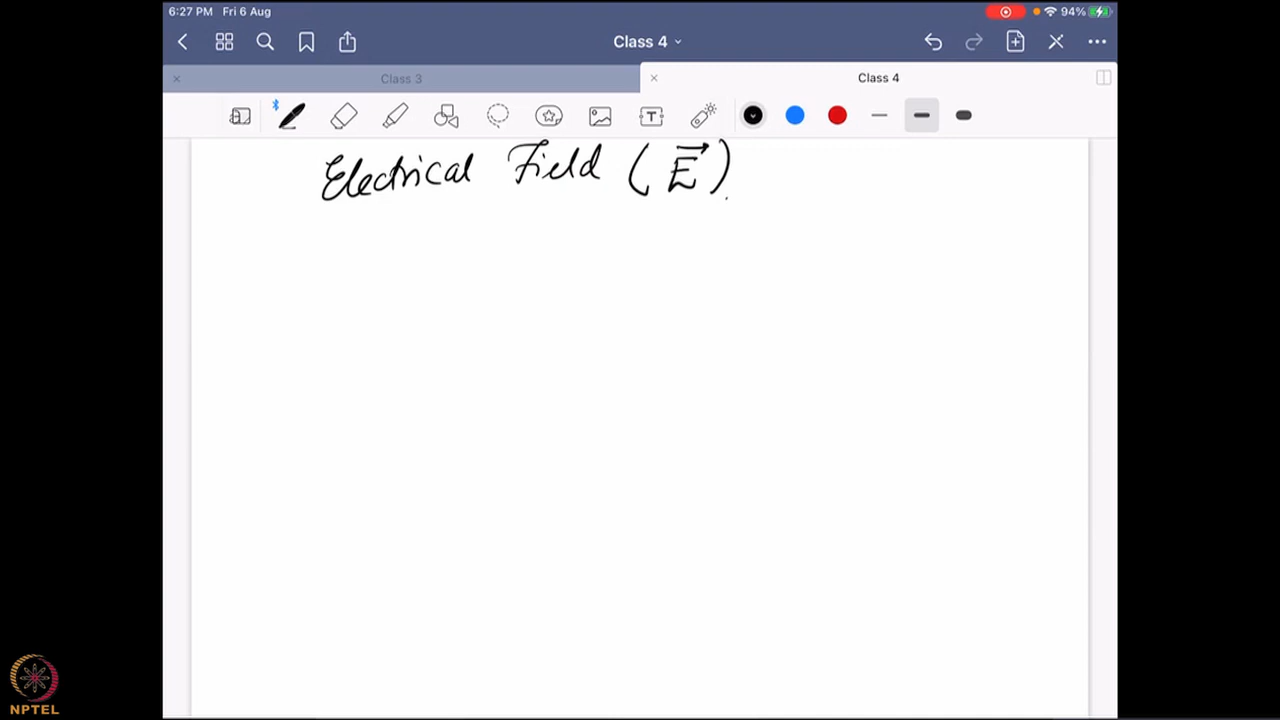 6:27 PM Fri 6 Aug 94%
Class 4
Class 3 Class 4
T
Electrical Field (E⃗).
NPTEL